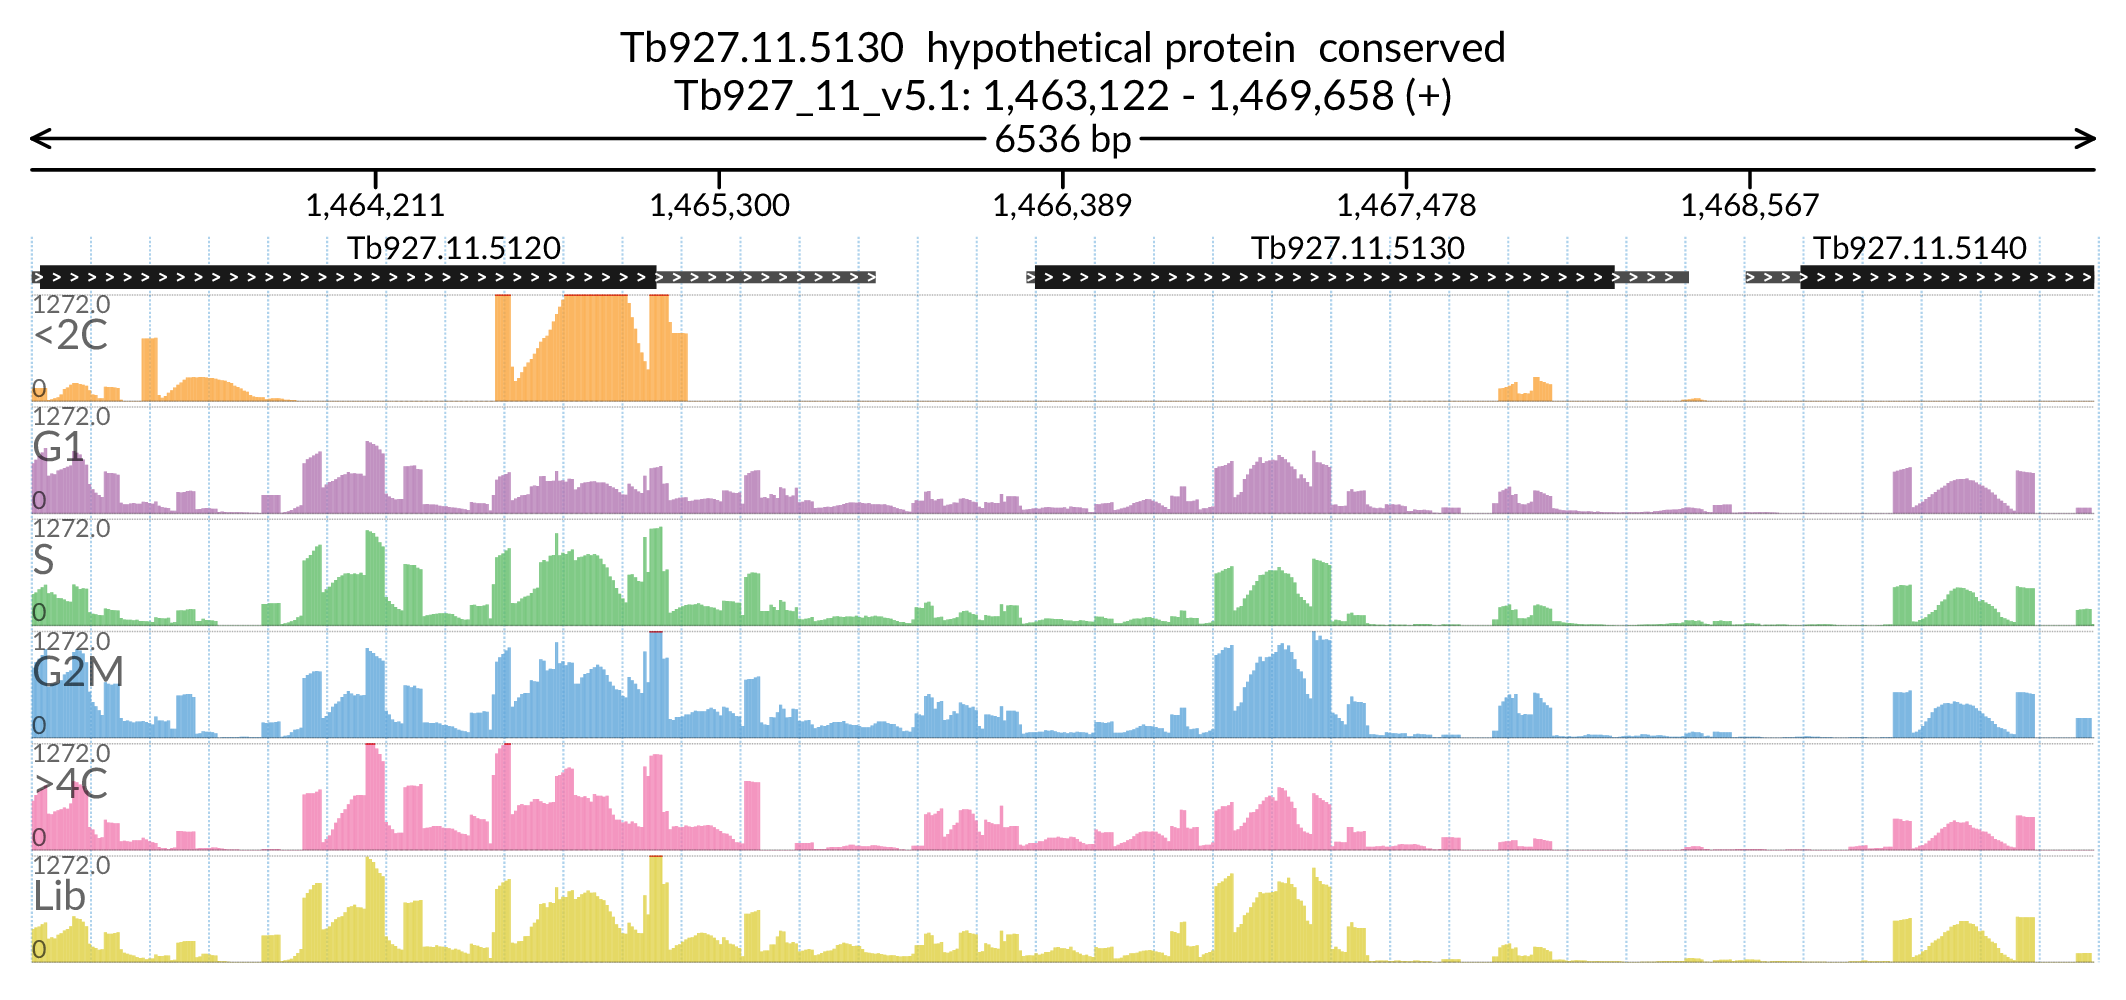 Tb927.11.5130 hypothetical protein conserved
Tb927_11_v5.1: 1,463,122 - 1,469,658 (+)
6536 bp
1,464,211 1,465,300 1,466,389 1,467,478 1,468,567
Tb927.11.5120 Tb927.11.5130 Tb927.11.5140
1272.0
<2C
0
1272.0
G1
0
1272.0
S
0
1272.0
G2M
0
1272.0
>4C
0
1272.0
Lib
0